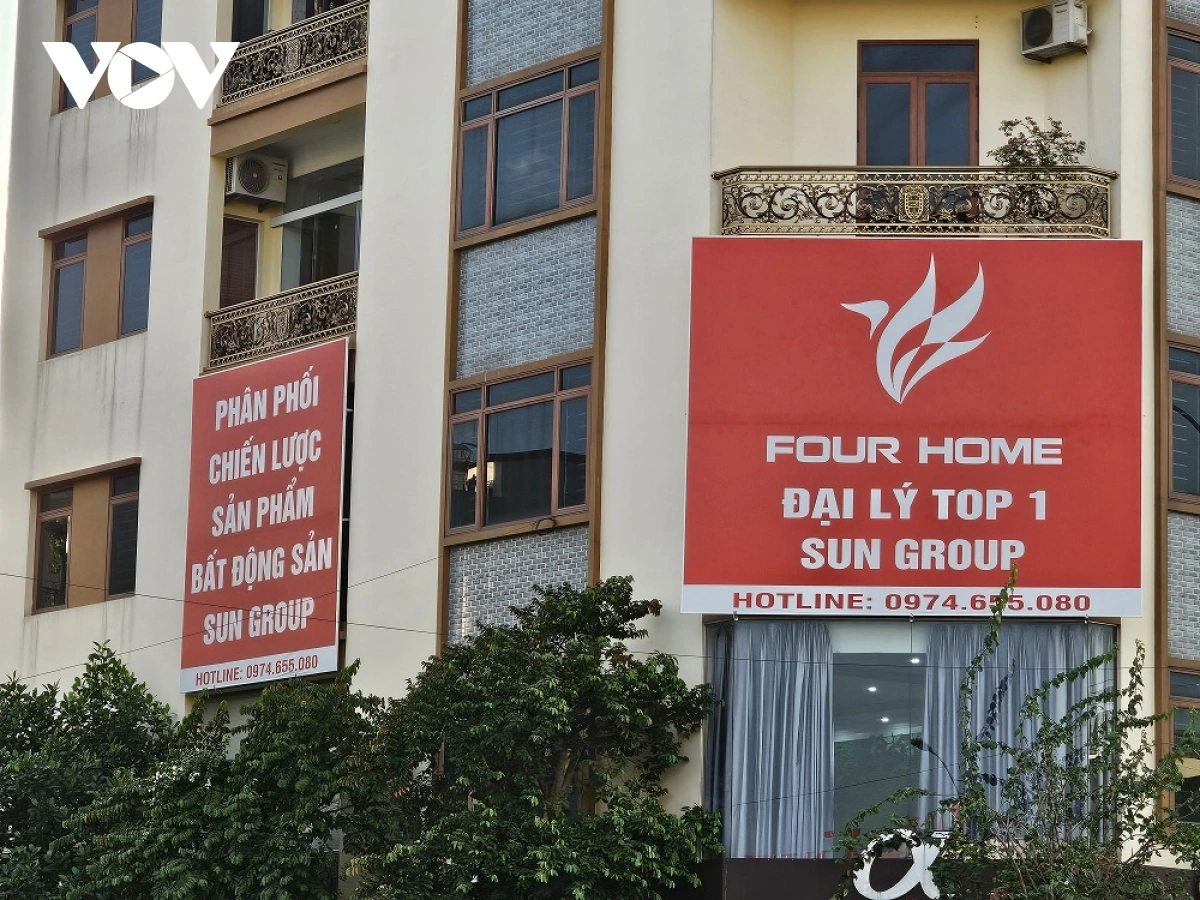 VOV
PHÂN PHỐI
CHIẾN LƯỢC
SẢN PHẨM
BẤT ĐỘNG SẢN
SUN GROUP
HOTLINE: 0974.655.080
FOUR HOME
ĐẠI LÝ TOP 1
SUN GROUP
HOTLINE: 0974.655.080
α